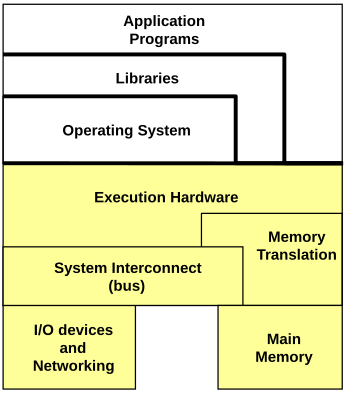 Application
Programs
Libraries
Operating System
Execution Hardware
Memory
Translation
System Interconnect
(bus)
I/O devices
and
Networking
Main
Memory